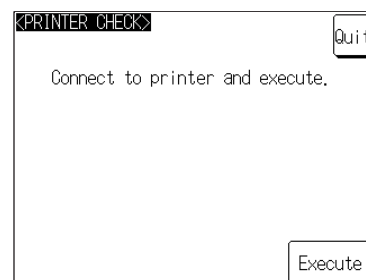 <PRINTER CHECK>
Quit
Connect to printer and execute.
Execute